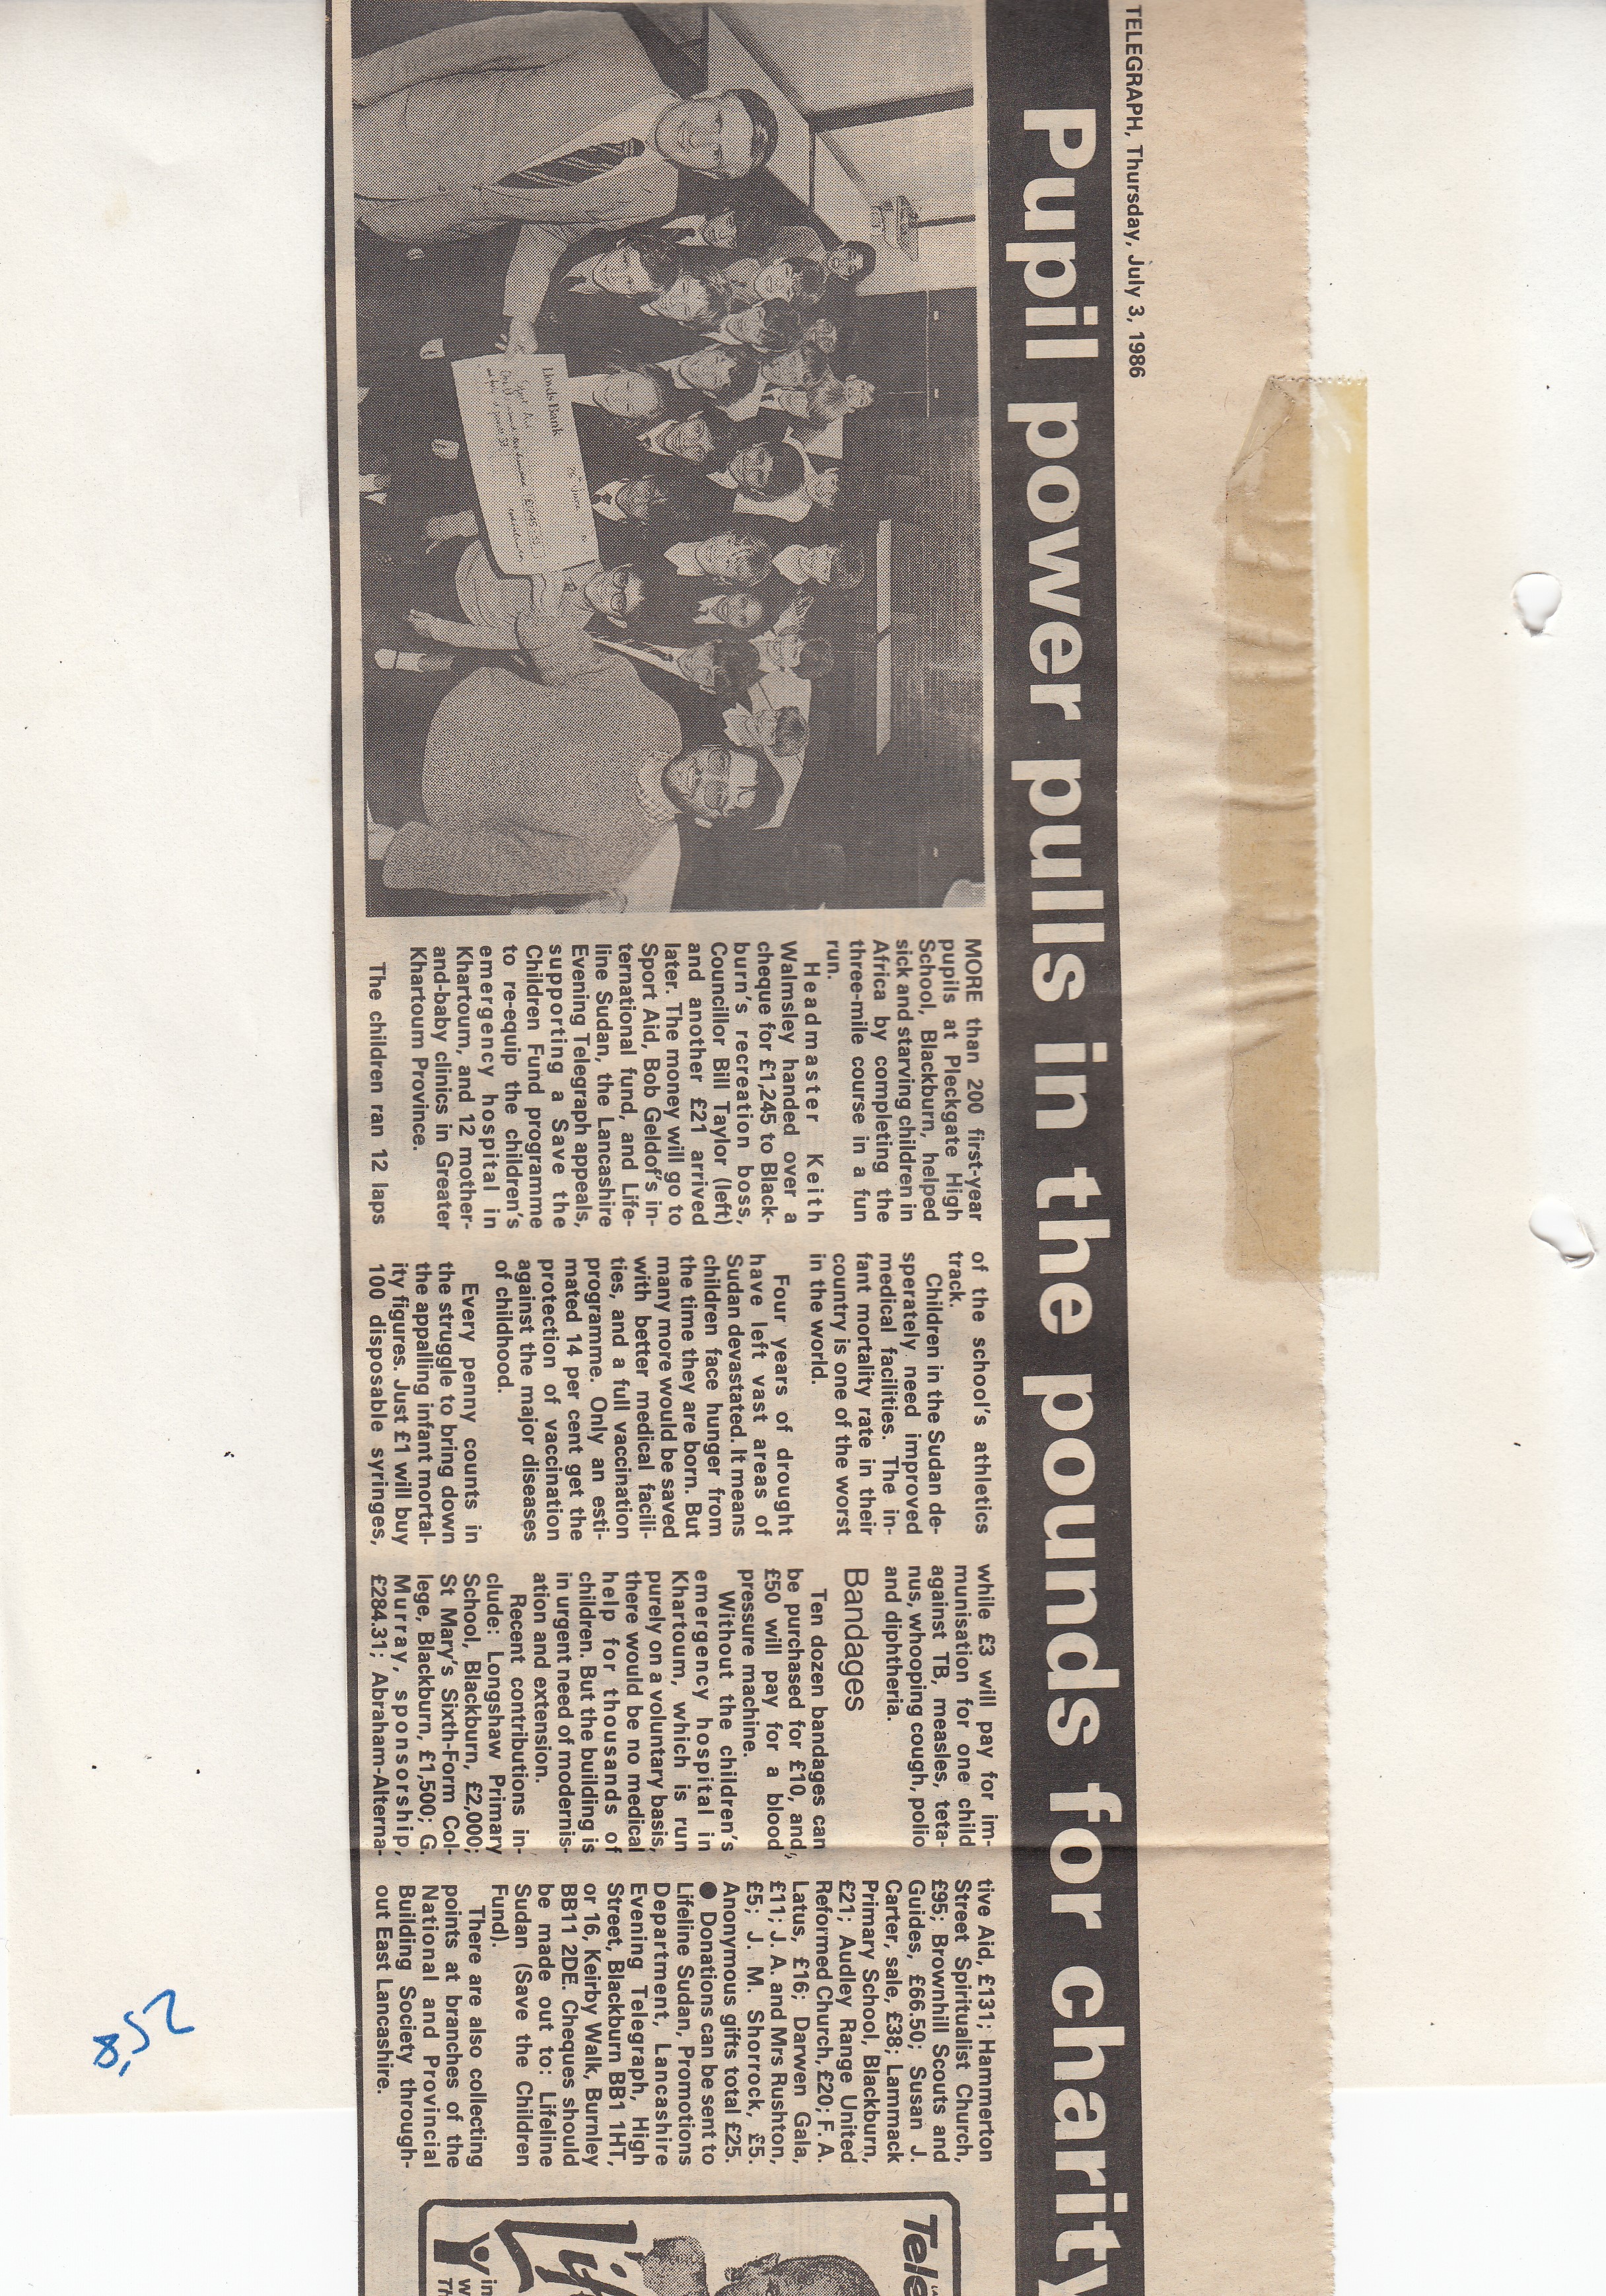 TELEGRAPH, Thursday, July 3, 1986
Pupil power pulls in the pounds for charity
Lloyds Bank
MORE than 200 first-year
pupils at Pleckgate High
School, Blackburn, helped
sick and starving children in
Africa by completing the
three-mile course in a fun
run.
Headmaster Keith
Walmsley handed over a
cheque for £1,245 to Black-
burn's recreation boss,
Councillor Bill Taylor (left)
and another £21 arrived
later. The money will go to
Sport Aid, Bob Geldof's in-
ternational fund, and Life-
line Sudan, the Lancashire
Evening Telegraph appeals,
supporting a Save the
Children Fund programme
to re-equip the children's
emergency hospital in
Khartoum, and 12 mother-
and-baby clinics in Greater
Khartoum Province.
The children ran 12 laps
of the school's athletics
track.
Children in the Sudan de-
sperately need improved
medical facilities. The in-
fant mortality rate in their
country is one of the worst
in the world.
Four years of drought
have left vast areas of
Sudan devastated. It means
children face hunger from
the time they are born. But
many more would be saved
with better medical facili-
ties, and a full vaccination
programme. Only an esti-
mated 14 per cent get the
protection of vaccination
against the major diseases
of childhood.
Every penny counts in
the struggle to bring down
the appalling infant mortal-
ity figures. Just £1 will buy
100 disposable syringes,
while £3 will pay for im-
munisation for one child
against TB, measles, teta-
nus, whooping cough, polio
and diphtheria.
Bandages
Ten dozen bandages can
be purchased for £10, and,
£50 will pay for a blood
pressure machine.
Without the children's
emergency hospital in
Khartoum, which is run
purely on a voluntary basis,
there would be no medical
help for thousands of
children. But the building is
in urgent need of modernis-
ation and extension.
Recent contributions in-
clude: Longshaw Primary
School, Blackburn, £2,000;
St Mary's Sixth-Form Col-
lege, Blackburn, £1,500; G.
Murray, sponsorship,
£284.31; Abraham-Alterna-
tive Aid, £131; Hammerton
Street Spiritualist Church,
£95; Brownhill Scouts and
Guides, £66.50; Susan J.
Carter, sale, £38; Lammack
Primary School, Blackburn,
£21; Audley Range United
Reformed Church, £20; F. A.
Latus, £16; Darwen Gala,
£11; J. A. and Mrs Rushton,
£5; J. M. Shorrock, £5.
Anonymous gifts total £25.
● Donations can be sent to
Lifeline Sudan, Promotions
Department, Lancashire
Evening Telegraph, High
Street, Blackburn BB1 1HT,
or 16, Keirby Walk, Burnley
BB11 2DE. Cheques should
be made out to: Lifeline
Sudan (Save the Children
Fund).
There are also collecting
points at branches of the
National and Provincial
Building Society through-
out East Lancashire.
Tele
Life
in
w
Th
8,52